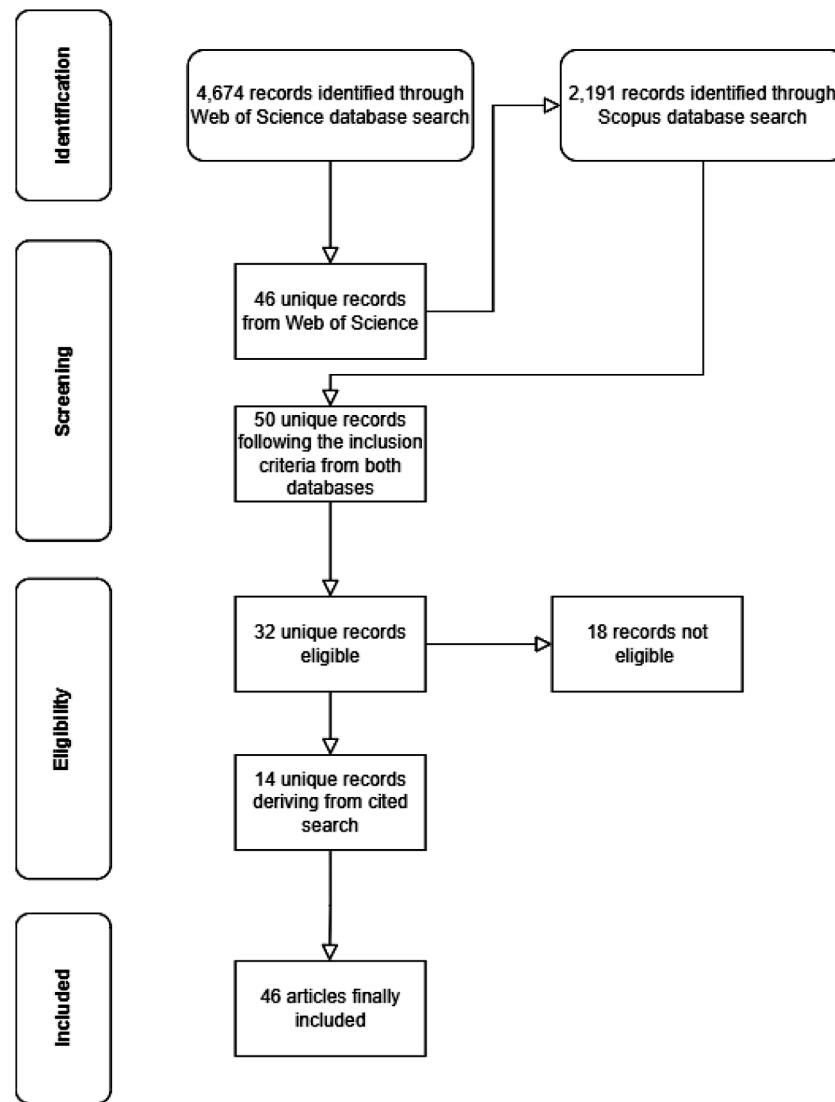 Identification
4,674 records identified through
Web of Science database search
2,191 records identified through
Scopus database search
Screening
46 unique records
from Web of Science
50 unique records
following the inclusion
criteria from both
databases
Eligibility
32 unique records
eligible
18 records not
eligible
14 unique records
deriving from cited
search
Included
46 articles finally
included